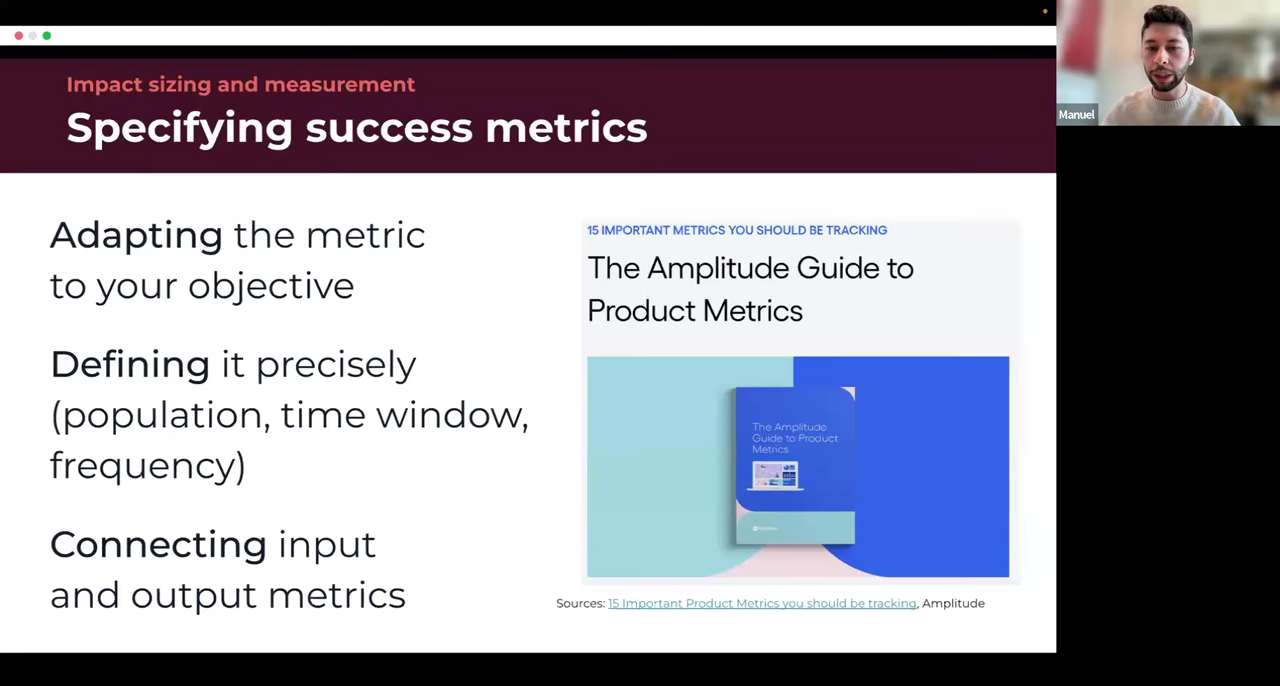 Impact sizing and measurement
Specifying success metrics
Manuel
Adapting the metric
to your objective
Defining it precisely
(population, time window,
frequency)
Connecting input
and output metrics
15 IMPORTANT METRICS YOU SHOULD BE TRACKING
The Amplitude Guide to
Product Metrics
The Amplitude
Guide to Product
Metrics
Sources: 15 Important Product Metrics you should be tracking, Amplitude